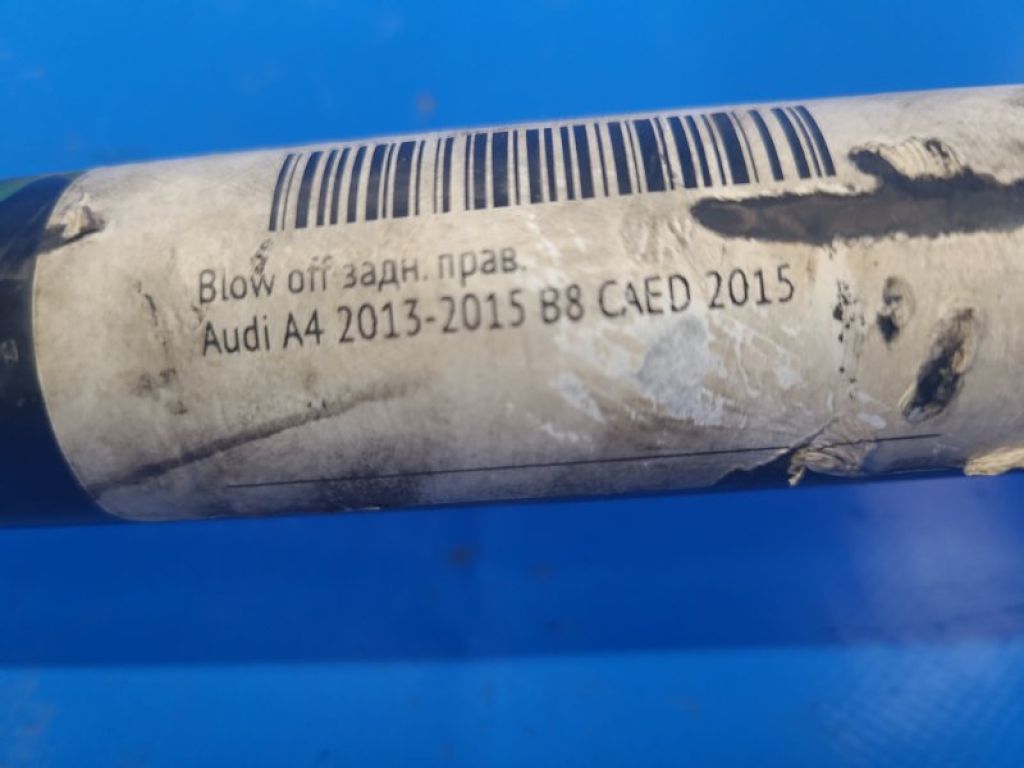 Blow off задн. прав.
Audi A4 2013-2015 B8 CAED 2015